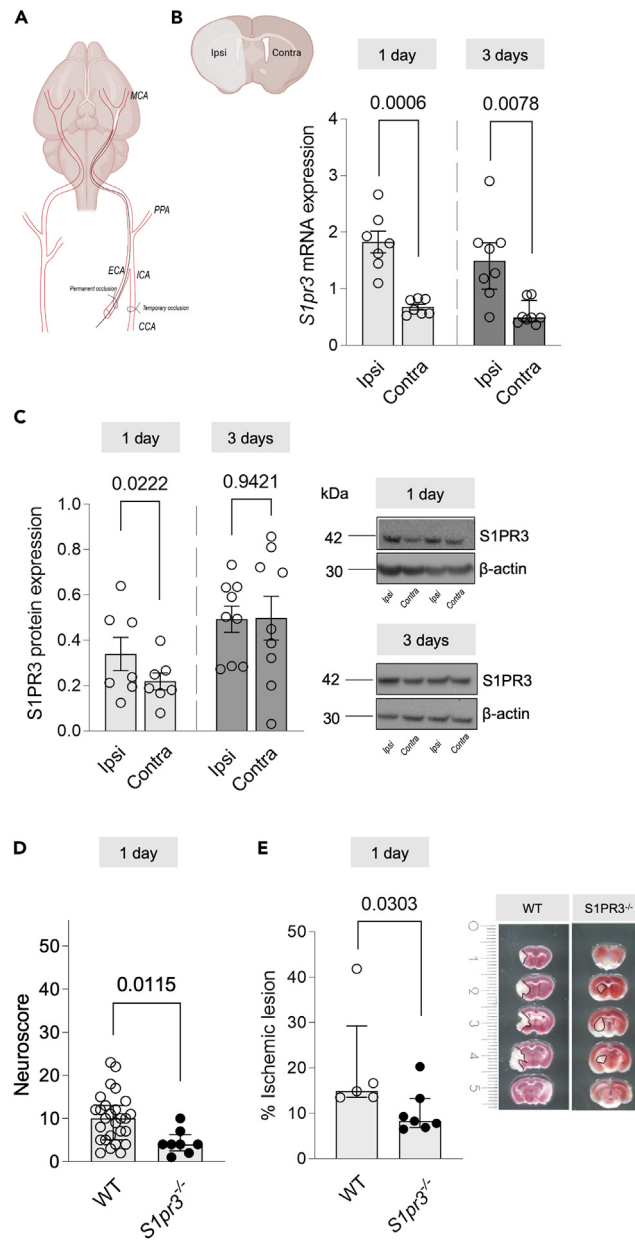 A
MCA
PPA
ECA
ICA
Permanent occlusion
Temporary occlusion
CCA
B
Ipsi
Contra
1 day
3 days
0.0006
0.0078
S1pr3 mRNA expression
4
3
2
1
0
Ipsi
Contra
Ipsi
Contra
C
1 day
3 days
0.0222
0.9421
S1PR3 protein expression
1.0
0.8
0.6
0.4
0.2
0.0
Ipsi
Contra
Ipsi
Contra
kDa
1 day
42
S1PR3
30
β-actin
Ipsi
Contra
Ipsi
Contra
3 days
42
S1PR3
30
β-actin
Ipsi
Contra
Ipsi
Contra
D
1 day
0.0115
Neuroscore
50
40
30
20
10
0
WT
S1pr3-/-
E
1 day
0.0303
% Ischemic lesion
50
40
30
20
10
0
WT
S1pr3-/-
WT
S1PR3-/-
0
1
2
3
4
5